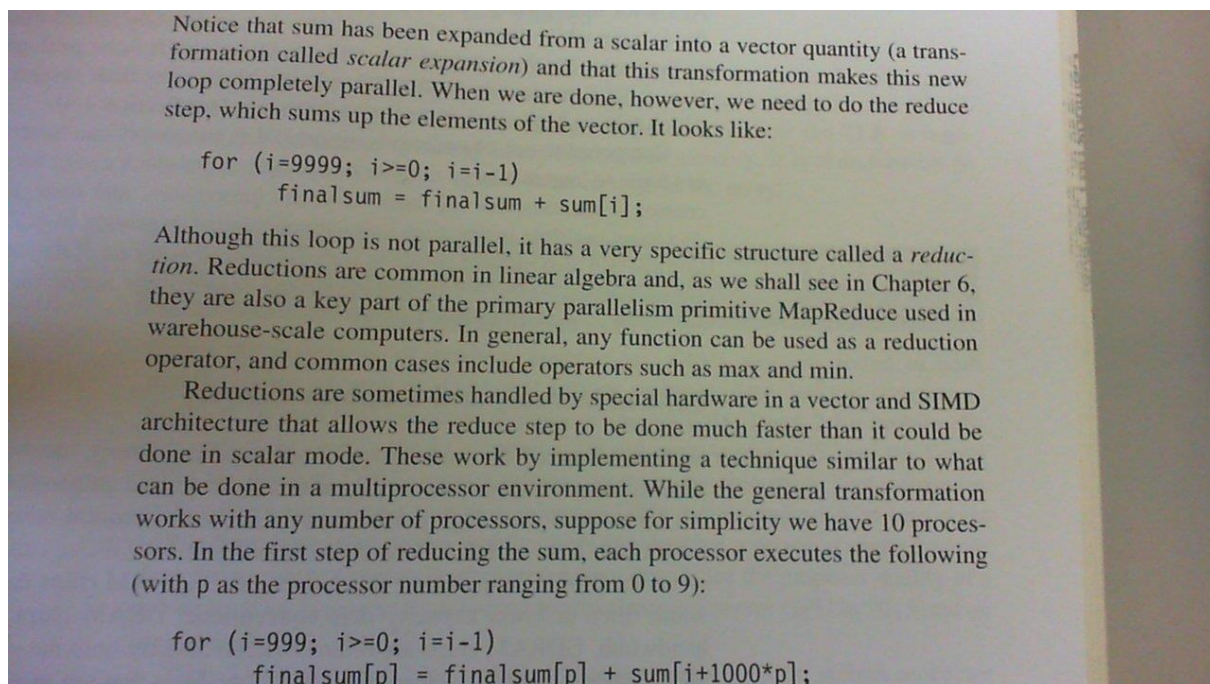 Notice that sum has been expanded from a scalar into a vector quantity (a trans-
formation called scalar expansion) and that this transformation makes this new
loop completely parallel. When we are done, however, we need to do the reduce
step, which sums up the elements of the vector. It looks like:
for (i=9999; i>=0; i=i-1)
finalsum = finalsum + sum[i];
Although this loop is not parallel, it has a very specific structure called a reduc-
tion. Reductions are common in linear algebra and, as we shall see in Chapter 6,
they are also a key part of the primary parallelism primitive MapReduce used in
warehouse-scale computers. In general, any function can be used as a reduction
operator, and common cases include operators such as max and min.
Reductions are sometimes handled by special hardware in a vector and SIMD
architecture that allows the reduce step to be done much faster than it could be
done in scalar mode. These work by implementing a technique similar to what
can be done in a multiprocessor environment. While the general transformation
works with any number of processors, suppose for simplicity we have 10 proces-
sors. In the first step of reducing the sum, each processor executes the following
(with p as the processor number ranging from 0 to 9):
for (i=999; i>=0; i=i-1)
finalsum[p] = finalsum[p] + sum[i+1000*p];